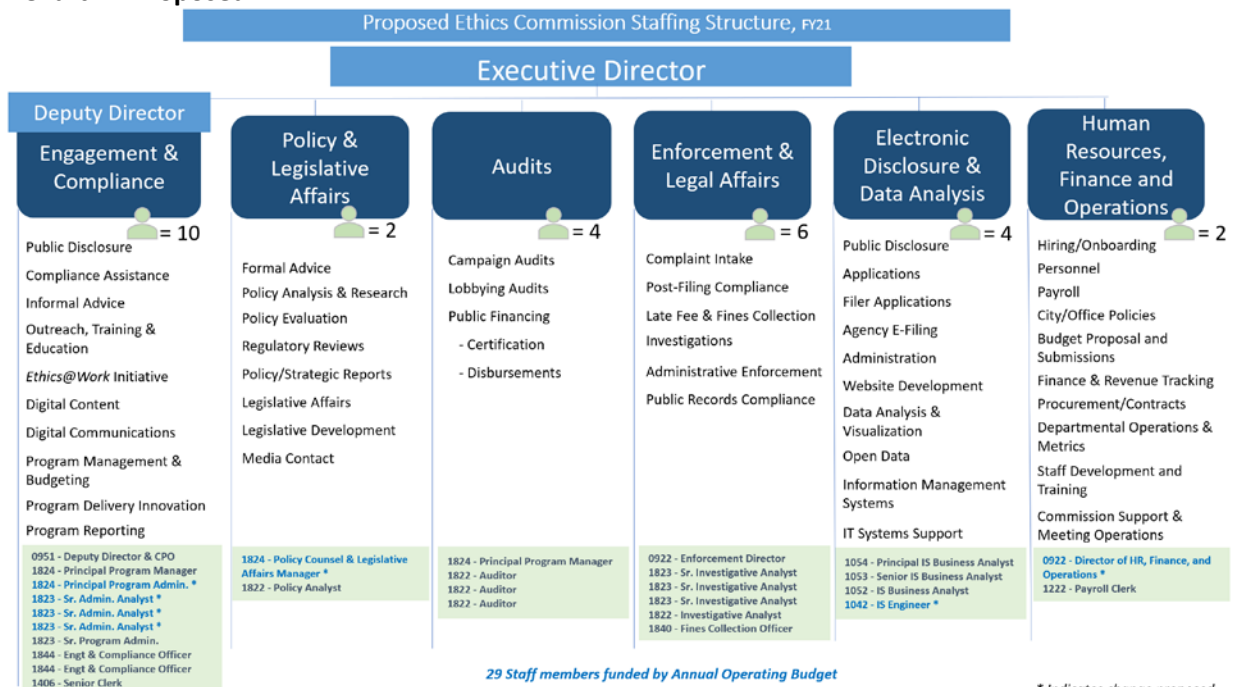 Proposed Ethics Commission Staffing Structure, FY21
Executive Director
Deputy Director
Engagement &
Compliance
= 10
Public Disclosure
Compliance Assistance
Informal Advice
Outreach, Training &
Education
Ethics@Work Initiative
Digital Content
Digital Communications
Program Management &
Budgeting
Program Delivery Innovation
Program Reporting
0951 - Deputy Director & CPO
1824 - Principal Program Manager
1824 - Principal Program Admin. *
1823 - Sr. Admin. Analyst *
1823 - Sr. Admin. Analyst *
1823 - Sr. Admin. Analyst *
1823 - Sr. Program Admin.
1844 - Engt & Compliance Officer
1844 - Engt & Compliance Officer
1406 - Senior Clerk
Policy &
Legislative
Affairs
= 2
Formal Advice
Policy Analysis & Research
Policy Evaluation
Regulatory Reviews
Policy/Strategic Reports
Legislative Affairs
Legislative Development
Media Contact
1824 - Policy Counsel & Legislative
Affairs Manager *
1822 - Policy Analyst
Audits
= 4
Campaign Audits
Lobbying Audits
Public Financing
- Certification
- Disbursements
1824 - Principal Program Manager
1822 - Auditor
1822 - Auditor
1822 - Auditor
Enforcement &
Legal Affairs
= 6
Complaint Intake
Post-Filing Compliance
Late Fee & Fines Collection
Investigations
Administrative Enforcement
Public Records Compliance
0922 - Enforcement Director
1823 - Sr. Investigative Analyst
1823 - Sr. Investigative Analyst
1823 - Sr. Investigative Analyst
1822 - Investigative Analyst
1840 - Fines Collection Officer
Electronic
Disclosure &
Data Analysis
= 4
Public Disclosure
Applications
Filer Applications
Agency E-Filing
Administration
Website Development
Data Analysis &
Visualization
Open Data
Information Management
Systems
IT Systems Support
1054 - Principal IS Business Analyst
1053 - Senior IS Business Analyst
1052 - IS Business Analyst
1042 - IS Engineer *
Human
Resources,
Finance and
Operations
= 2
Hiring/Onboarding
Personnel
Payroll
City/Office Policies
Budget Proposal and
Submissions
Finance & Revenue Tracking
Procurement/Contracts
Departmental Operations &
Metrics
Staff Development and
Training
Commission Support &
Meeting Operations
0922 - Director of HR, Finance, and
Operations *
1222 - Payroll Clerk
29 Staff members funded by Annual Operating Budget
* Indicates change proposed